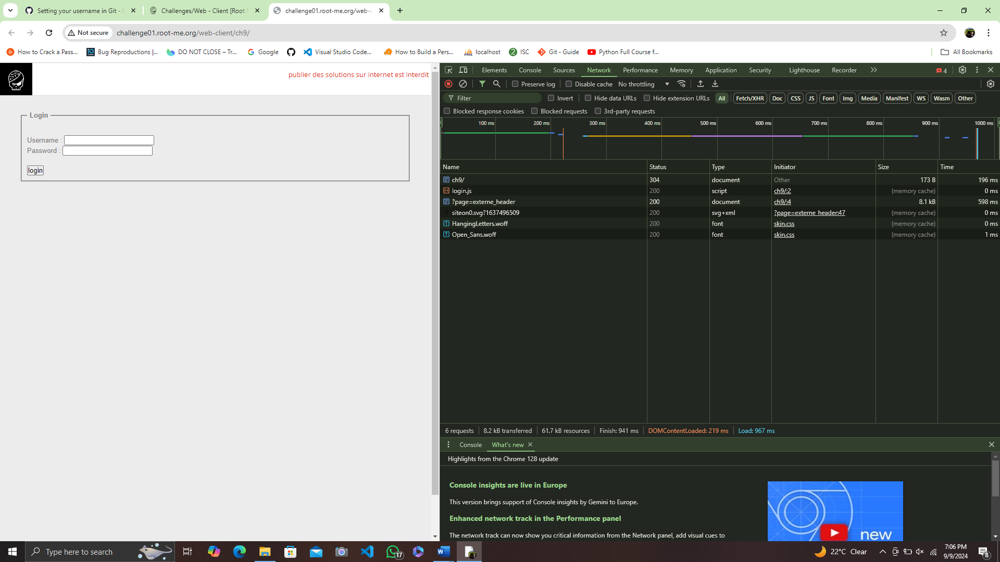 Setting your username in Git -
Challenges/Web - Client [Root
challenge01.root-me.org/web-c
Not secure
challenge01.root-me.org/web-client/ch9/
How to Crack a Pass...
Bug Reproductions |...
DO NOT CLOSE – Tr...
Google
Visual Studio Code...
How to Build a Pers...
localhost
ISC
Git - Guide
Python Full Course f...
All Bookmarks
publier des solutions sur internet est interdit
Login
Username :
Password :
login
Elements Console Sources Network Performance Memory Application Security Lighthouse Recorder 4
Preserve log Disable cache No throttling
Filter Invert Hide data URLs Hide extension URLs All Fetch/XHR Doc CSS JS Font Img Media Manifest WS Wasm Other
Blocked response cookies Blocked requests 3rd-party requests
100 ms 200 ms 300 ms 400 ms 500 ms 600 ms 700 ms 800 ms 900 ms 1000 ms
Name Status Type Initiator Size Time
ch9/ 304 document Other 173 B 196 ms
login.js 200 script ch9/:2 (memory cache) 0 ms
?page=externe_header 200 document ch9/:4 8.1 kB 598 ms
siteon0.svg?1637496509 200 svg+xml ?page=externe_header:47 (memory cache) 0 ms
HangingLetters.woff 200 font skin.css (memory cache) 0 ms
Open_Sans.woff 200 font skin.css (memory cache) 1 ms
6 requests 8.2 kB transferred 61.7 kB resources Finish: 941 ms DOMContentLoaded: 219 ms Load: 967 ms
Console What's new
Highlights from the Chrome 128 update
Console insights are live in Europe
This version brings support of Console insights by Gemini to Europe.
Enhanced network track in the Performance panel
The network track can now show you critical information from the Network panel, add visual cues to
new
Type here to search
17
22°C Clear
7:06 PM
9/9/2024
8